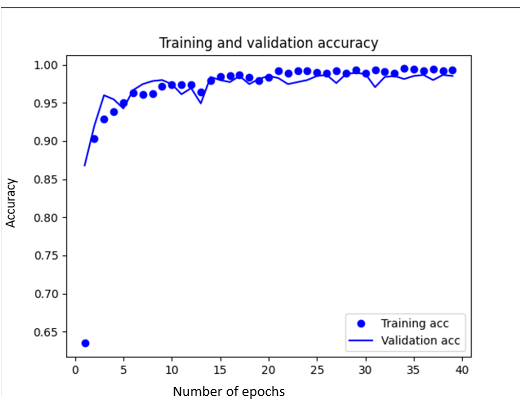 Training and validation accuracy
1.00
0.95
0.90
0.85
0.80
0.75
0.70
0.65
Accuracy
Training acc
Validation acc
0 5 10 15 20 25 30 35 40
Number of epochs